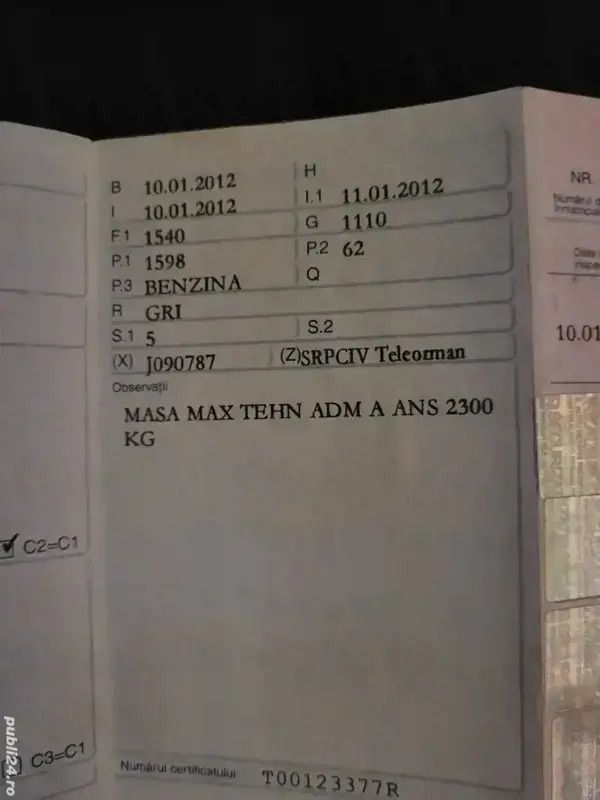 B 10.01.2012 H
I 10.01.2012 I.1 11.01.2012
F.1 1540 G 1110
P.1 1598 P.2 62
P.3 BENZINA Q
R GRI
S.1 5 S.2
(X) J090787 (Z)SRPCIV Teleorman
Observaţii
MASA MAX TEHN ADM A ANS 2300
KG
C2=C1
C3=C1
Numărul certificatului T00123377R
NR.
Numărul
10.01
publi24.ro